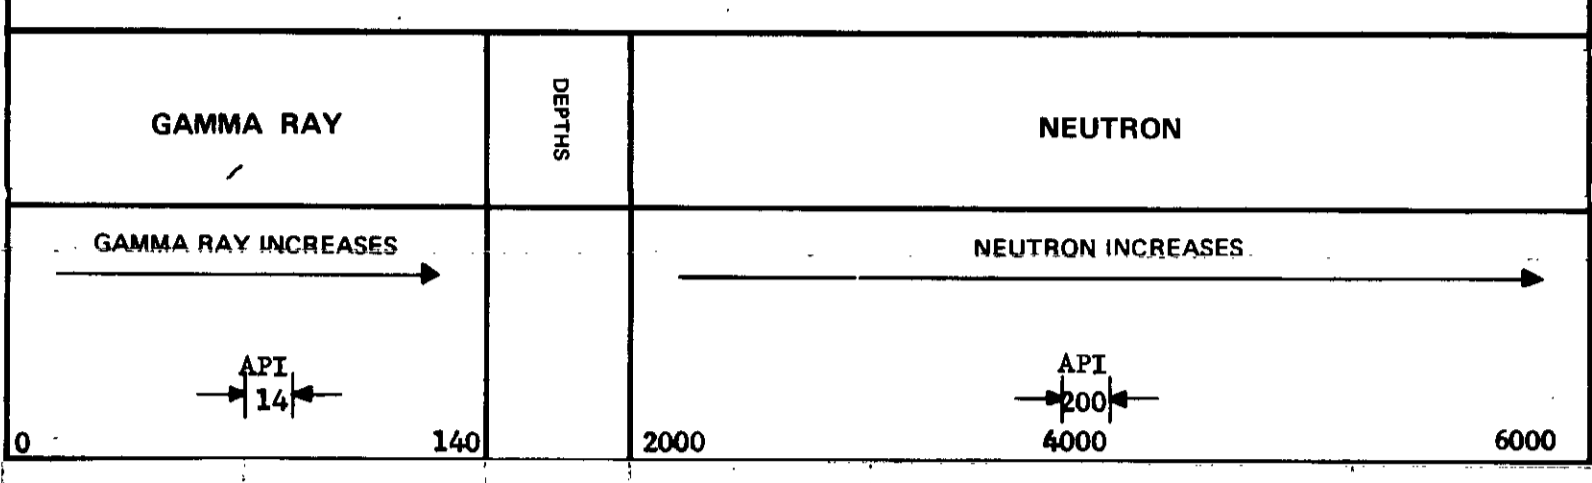 GAMMA RAY
DEPTHS
NEUTRON
GAMMA RAY INCREASES
NEUTRON INCREASES
API
14
API
200
0
140
2000
4000
6000